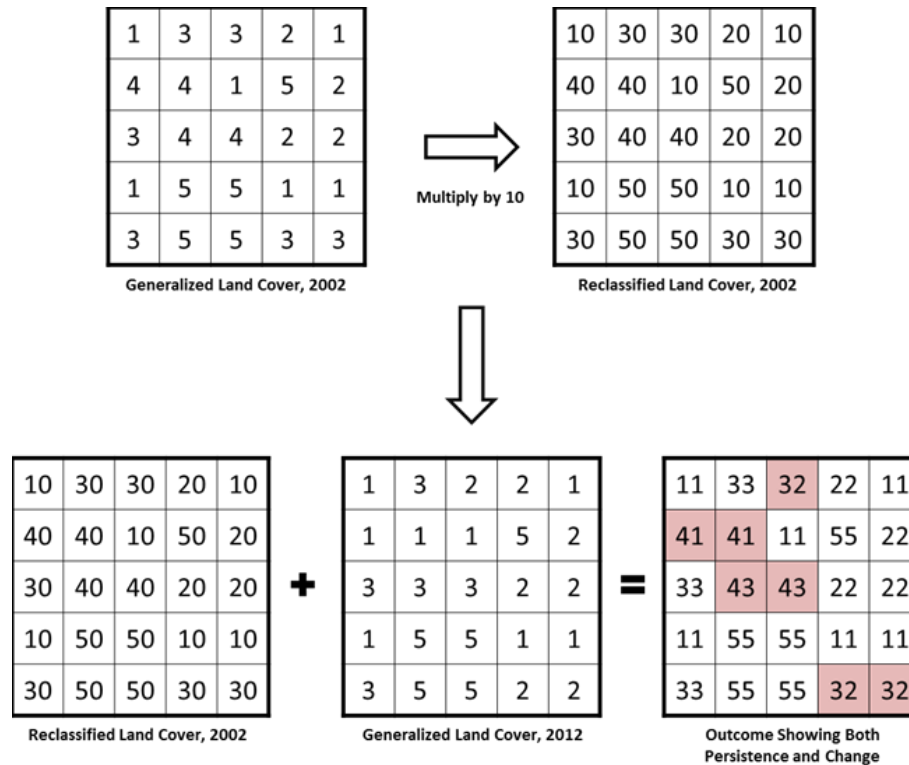 1 3 3 2 1
4 4 1 5 2
3 4 4 2 2
1 5 5 1 1
3 5 5 3 3
Generalized Land Cover, 2002
Multiply by 10
10 30 30 20 10
40 40 10 50 20
30 40 40 20 20
10 50 50 10 10
30 50 50 30 30
Reclassified Land Cover, 2002
10 30 30 20 10
40 40 10 50 20
30 40 40 20 20
10 50 50 10 10
30 50 50 30 30
Reclassified Land Cover, 2002
+
1 3 2 2 1
1 1 1 5 2
3 3 3 2 2
1 5 5 1 1
3 5 5 2 2
Generalized Land Cover, 2012
=
11 33 32 22 11
41 41 11 55 22
33 43 43 22 22
11 55 55 11 11
33 55 55 32 32
Outcome Showing Both
Persistence and Change